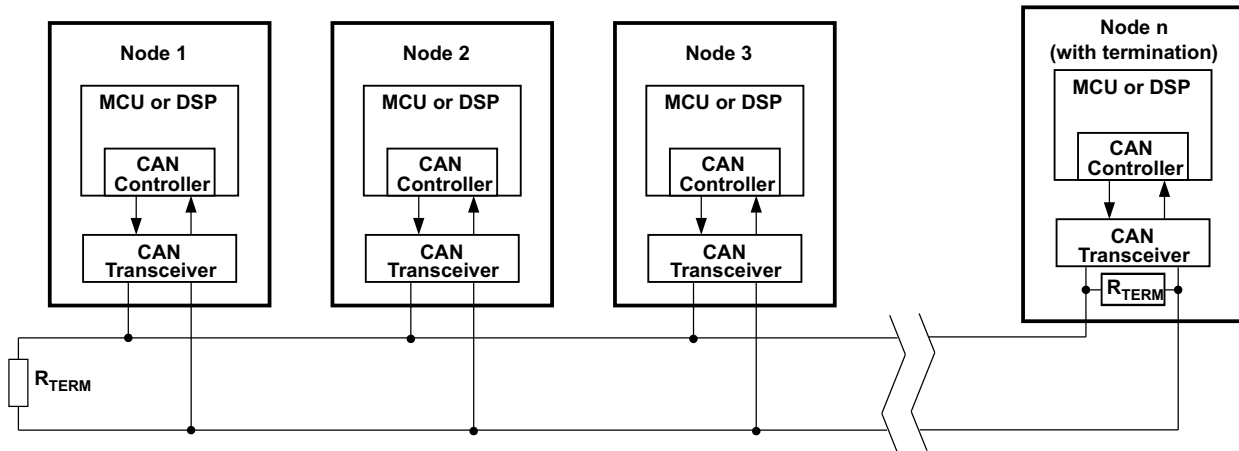 Node 1
MCU or DSP
CAN
Controller
CAN
Transceiver
Node 2
MCU or DSP
CAN
Controller
CAN
Transceiver
Node 3
MCU or DSP
CAN
Controller
CAN
Transceiver
Node n
(with termination)
MCU or DSP
CAN
Controller
CAN
Transceiver
RTERM
RTERM